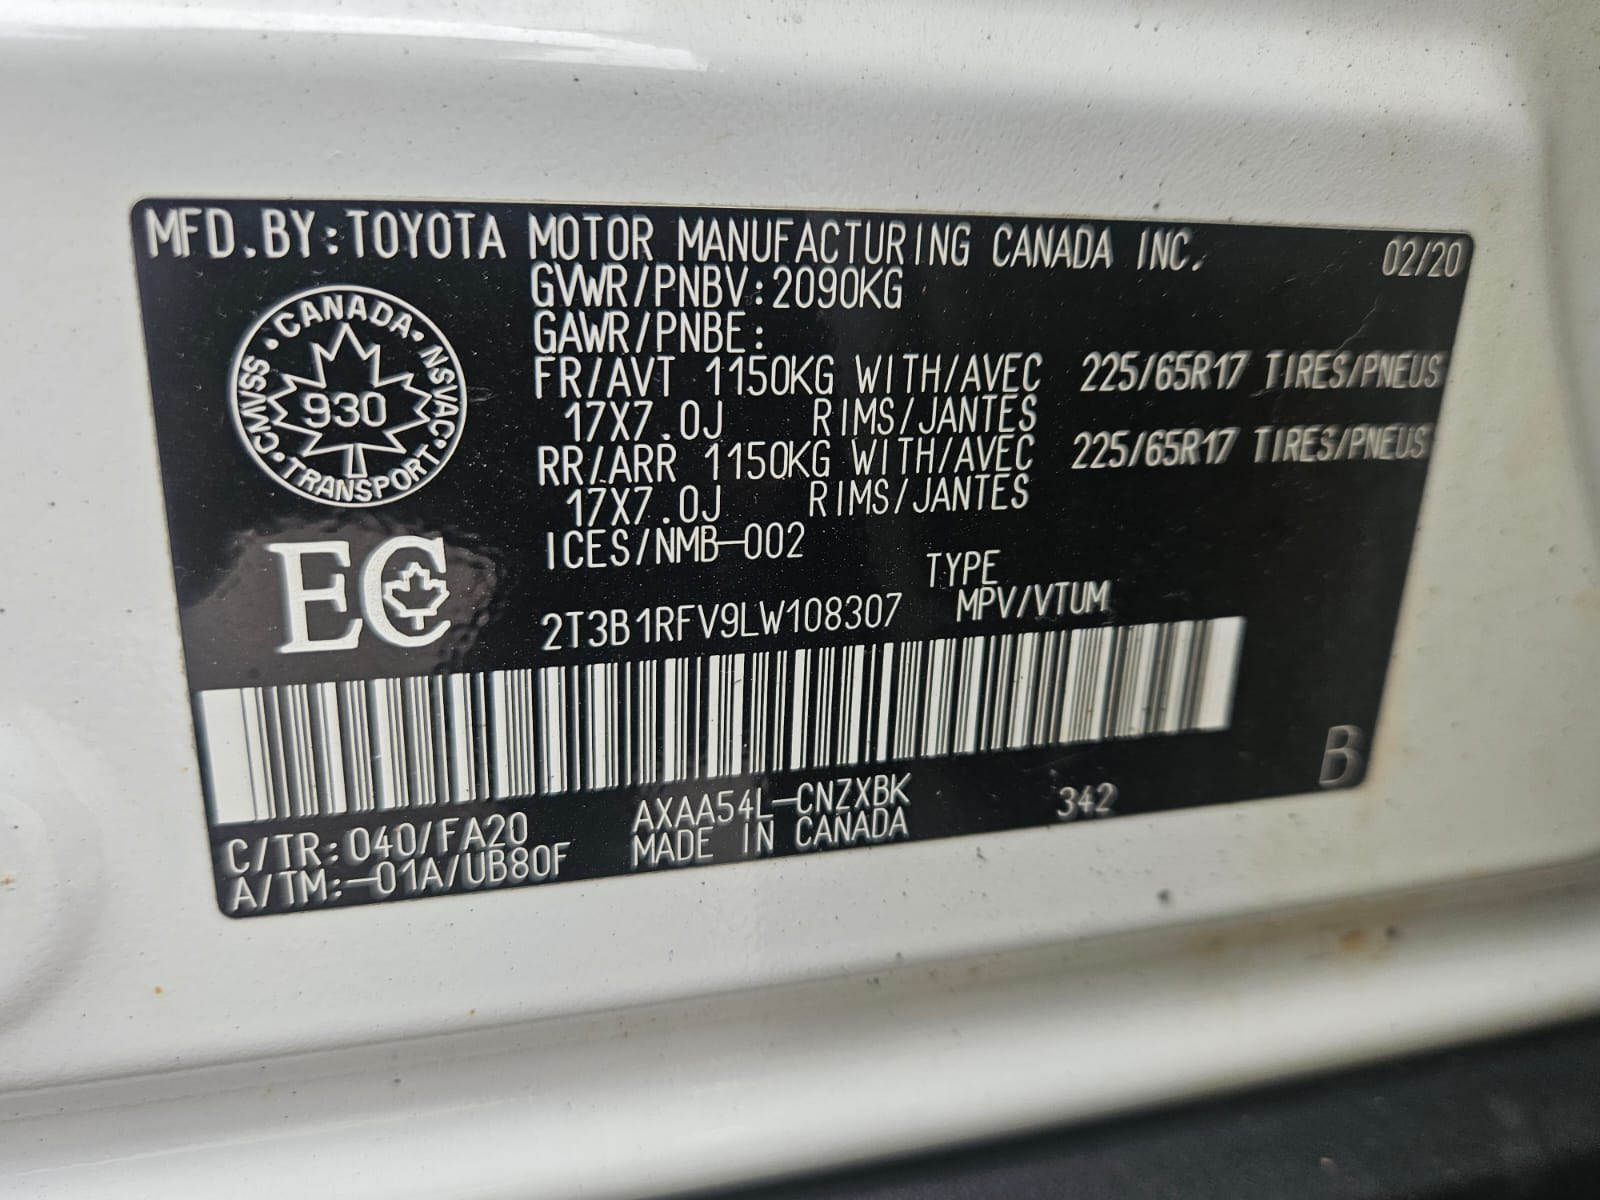 MFD.BY:TOYOTA MOTOR MANUFACTURING CANADA INC. 02/20
GVWR/PNBV:2090KG
GAWR/PNBE:
FR/AVT 1150KG WITH/AVEC 225/65R17 TIRES/PNEUS
17X7.0J RIMS/JANTES
RR/ARR 1150KG WITH/AVEC 225/65R17 TIRES/PNEUS
17X7.0J RIMS/JANTES
ICES/NMB-002
CMVSS • CANADA • NSVAC • TRANSPORT •
930
EC
TYPE
2T3B1RFV9LW108307 MPV/VTUM
B
C/TR:040/FA20 AXAA54L-CNZXBK 342
A/TM:-01A/UB80F MADE IN CANADA